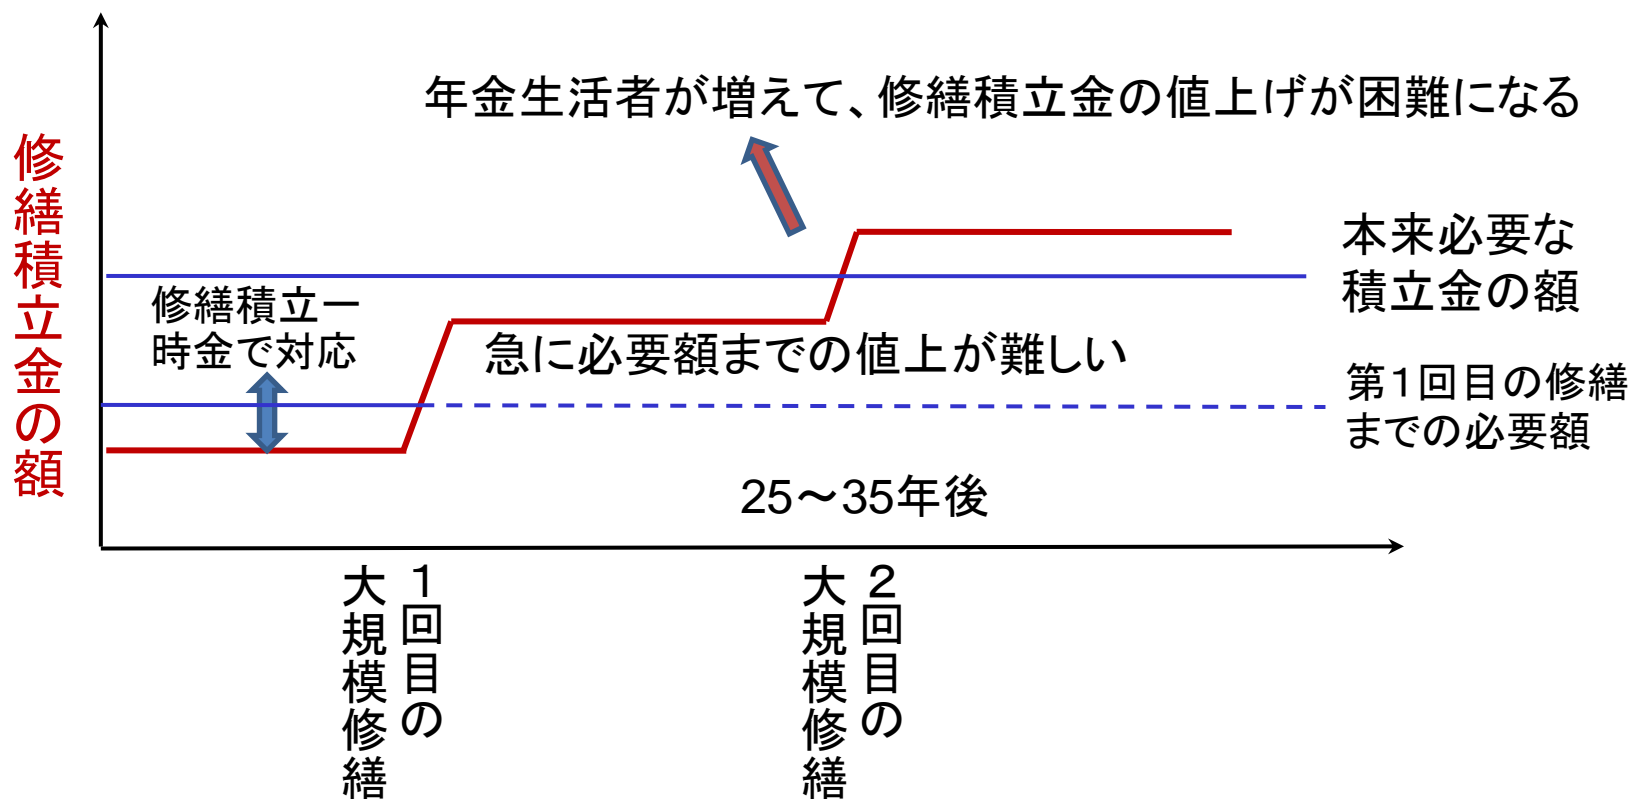 年金生活者が増えて、修繕積立金の値上げが困難になる
修繕積立金の額
本来必要な
積立金の額
修繕積立一
時金で対応
急に必要額までの値上が難しい
第１回目の修繕
までの必要額
25～35年後
１回目の
大規模修繕
２回目の
大規模修繕